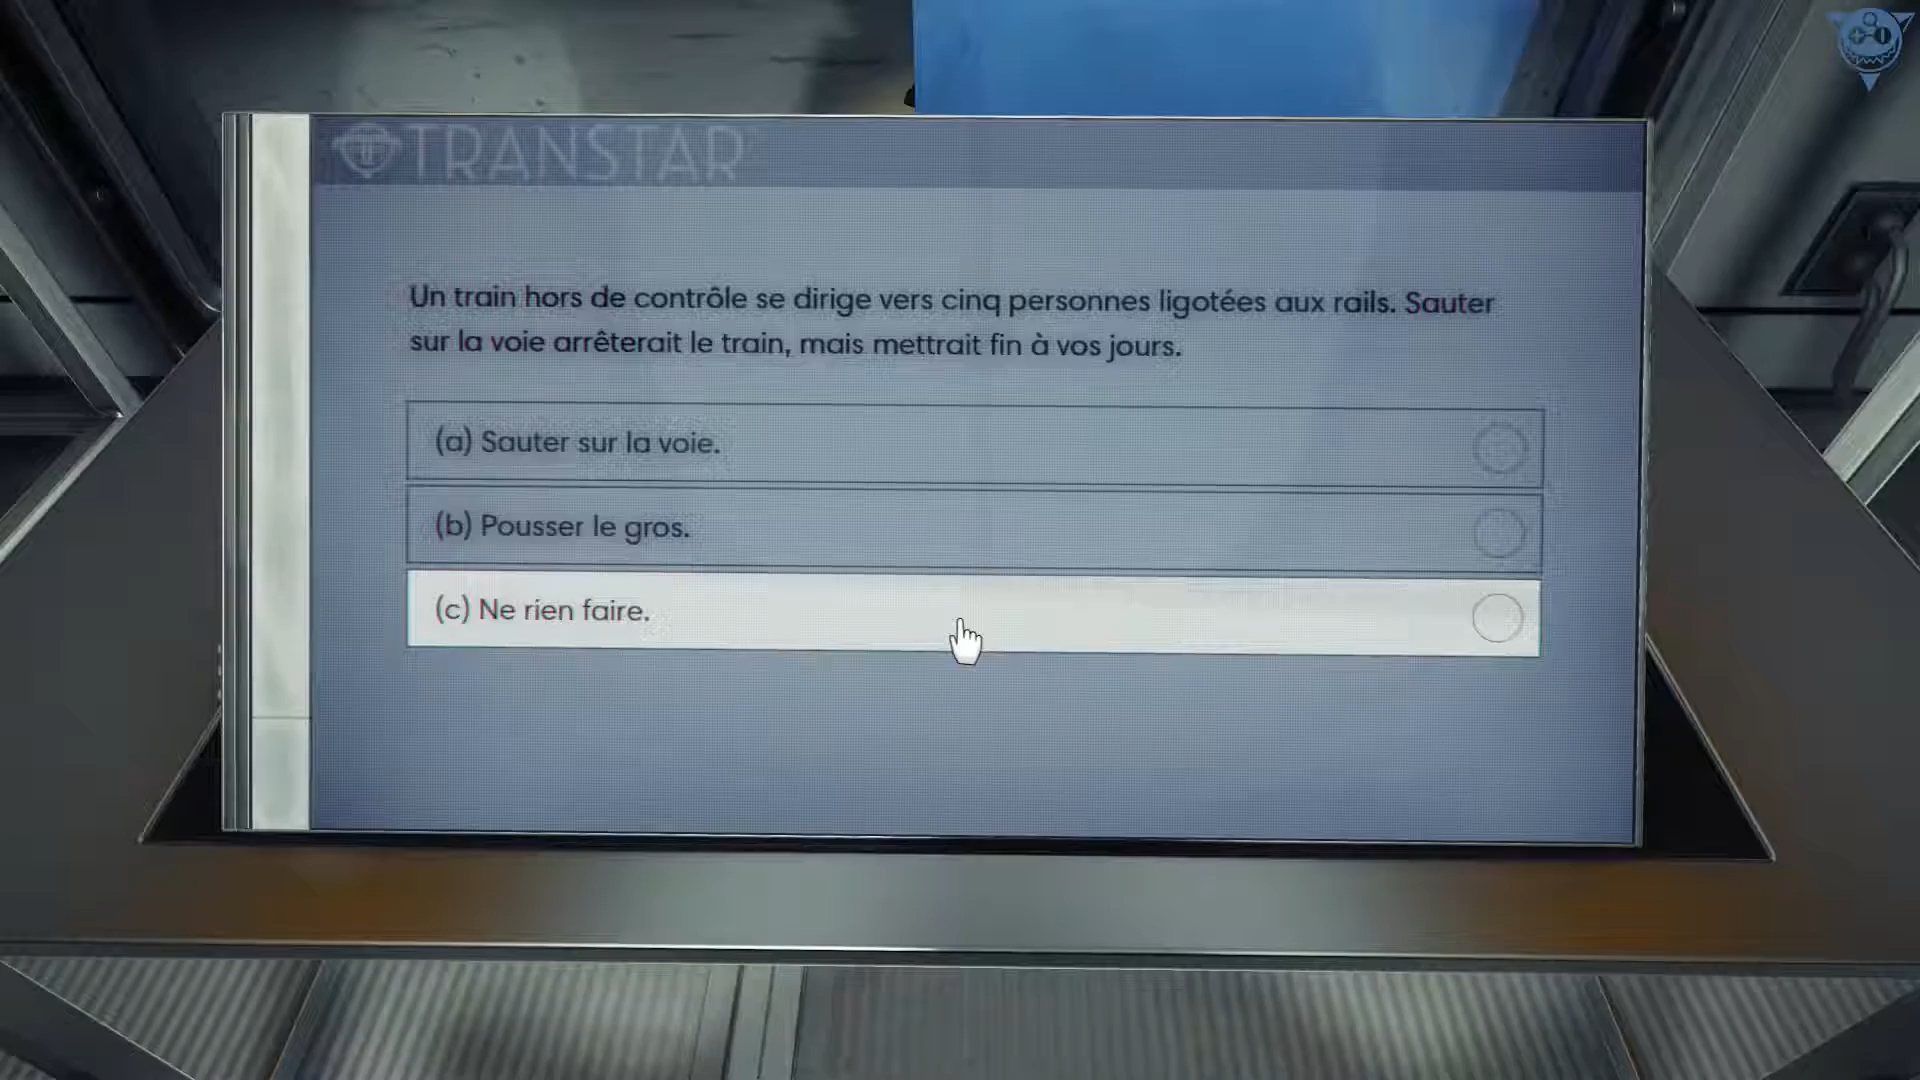 TRANSTAR
Un train hors de contrôle se dirige vers cinq personnes ligotées aux rails. Sauter
sur la voie arrêterait le train, mais mettrait fin à vos jours.
(a) Sauter sur la voie.
(b) Pousser le gros.
(c) Ne rien faire.